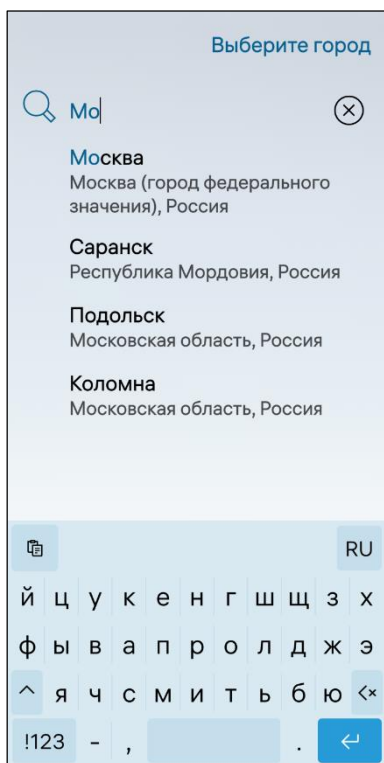 Выберите город
Мо
Москва
Москва (город федерального
значения), Россия
Саранск
Республика Мордовия, Россия
Подольск
Московская область, Россия
Коломна
Московская область, Россия
RU
й ц у к е н г ш щ з х
ф ы в а п р о л д ж э
я ч с м и т ь б ю
!123 - , .